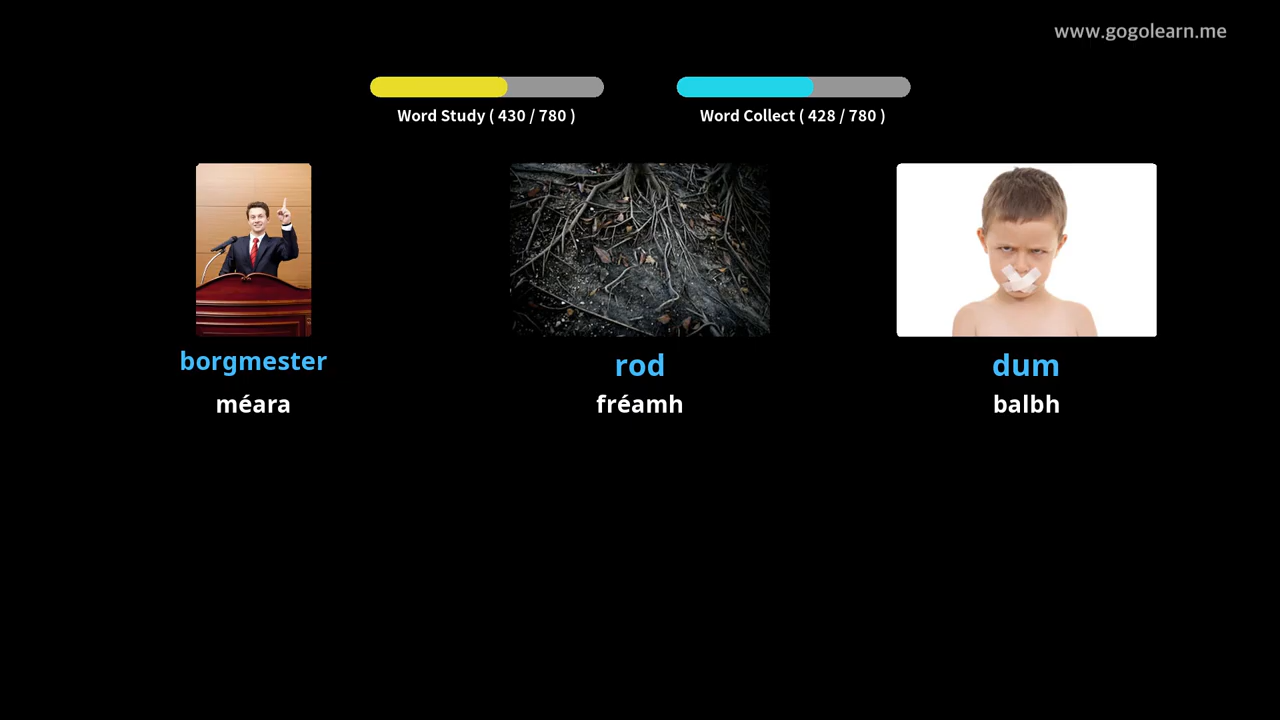 www.gogolearn.me
Word Study ( 430 / 780 )
Word Collect ( 428 / 780 )
borgmester
rod
dum
méara
fréamh
balbh